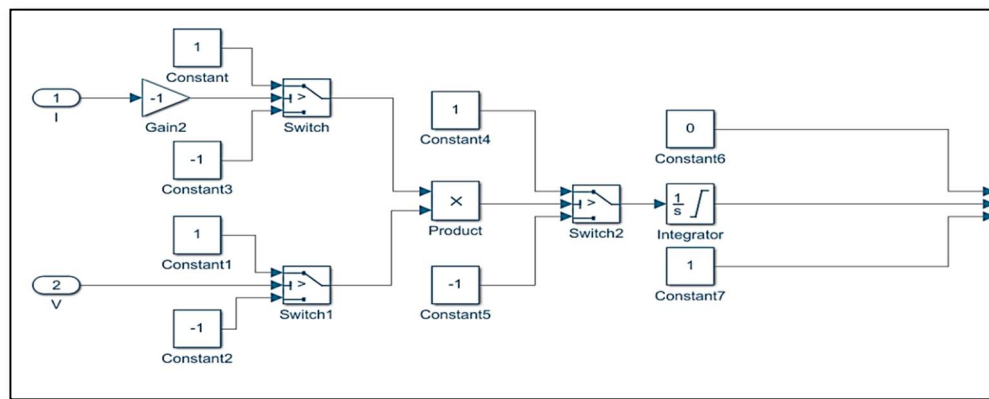 1
Constant
1
I
-1
Gain2
>
Switch
-1
Constant3
1
Constant4
0
Constant6
×
Product
>
Switch2
1
s
Integrator
1
Constant1
2
V
>
Switch1
-1
Constant2
-1
Constant5
1
Constant7